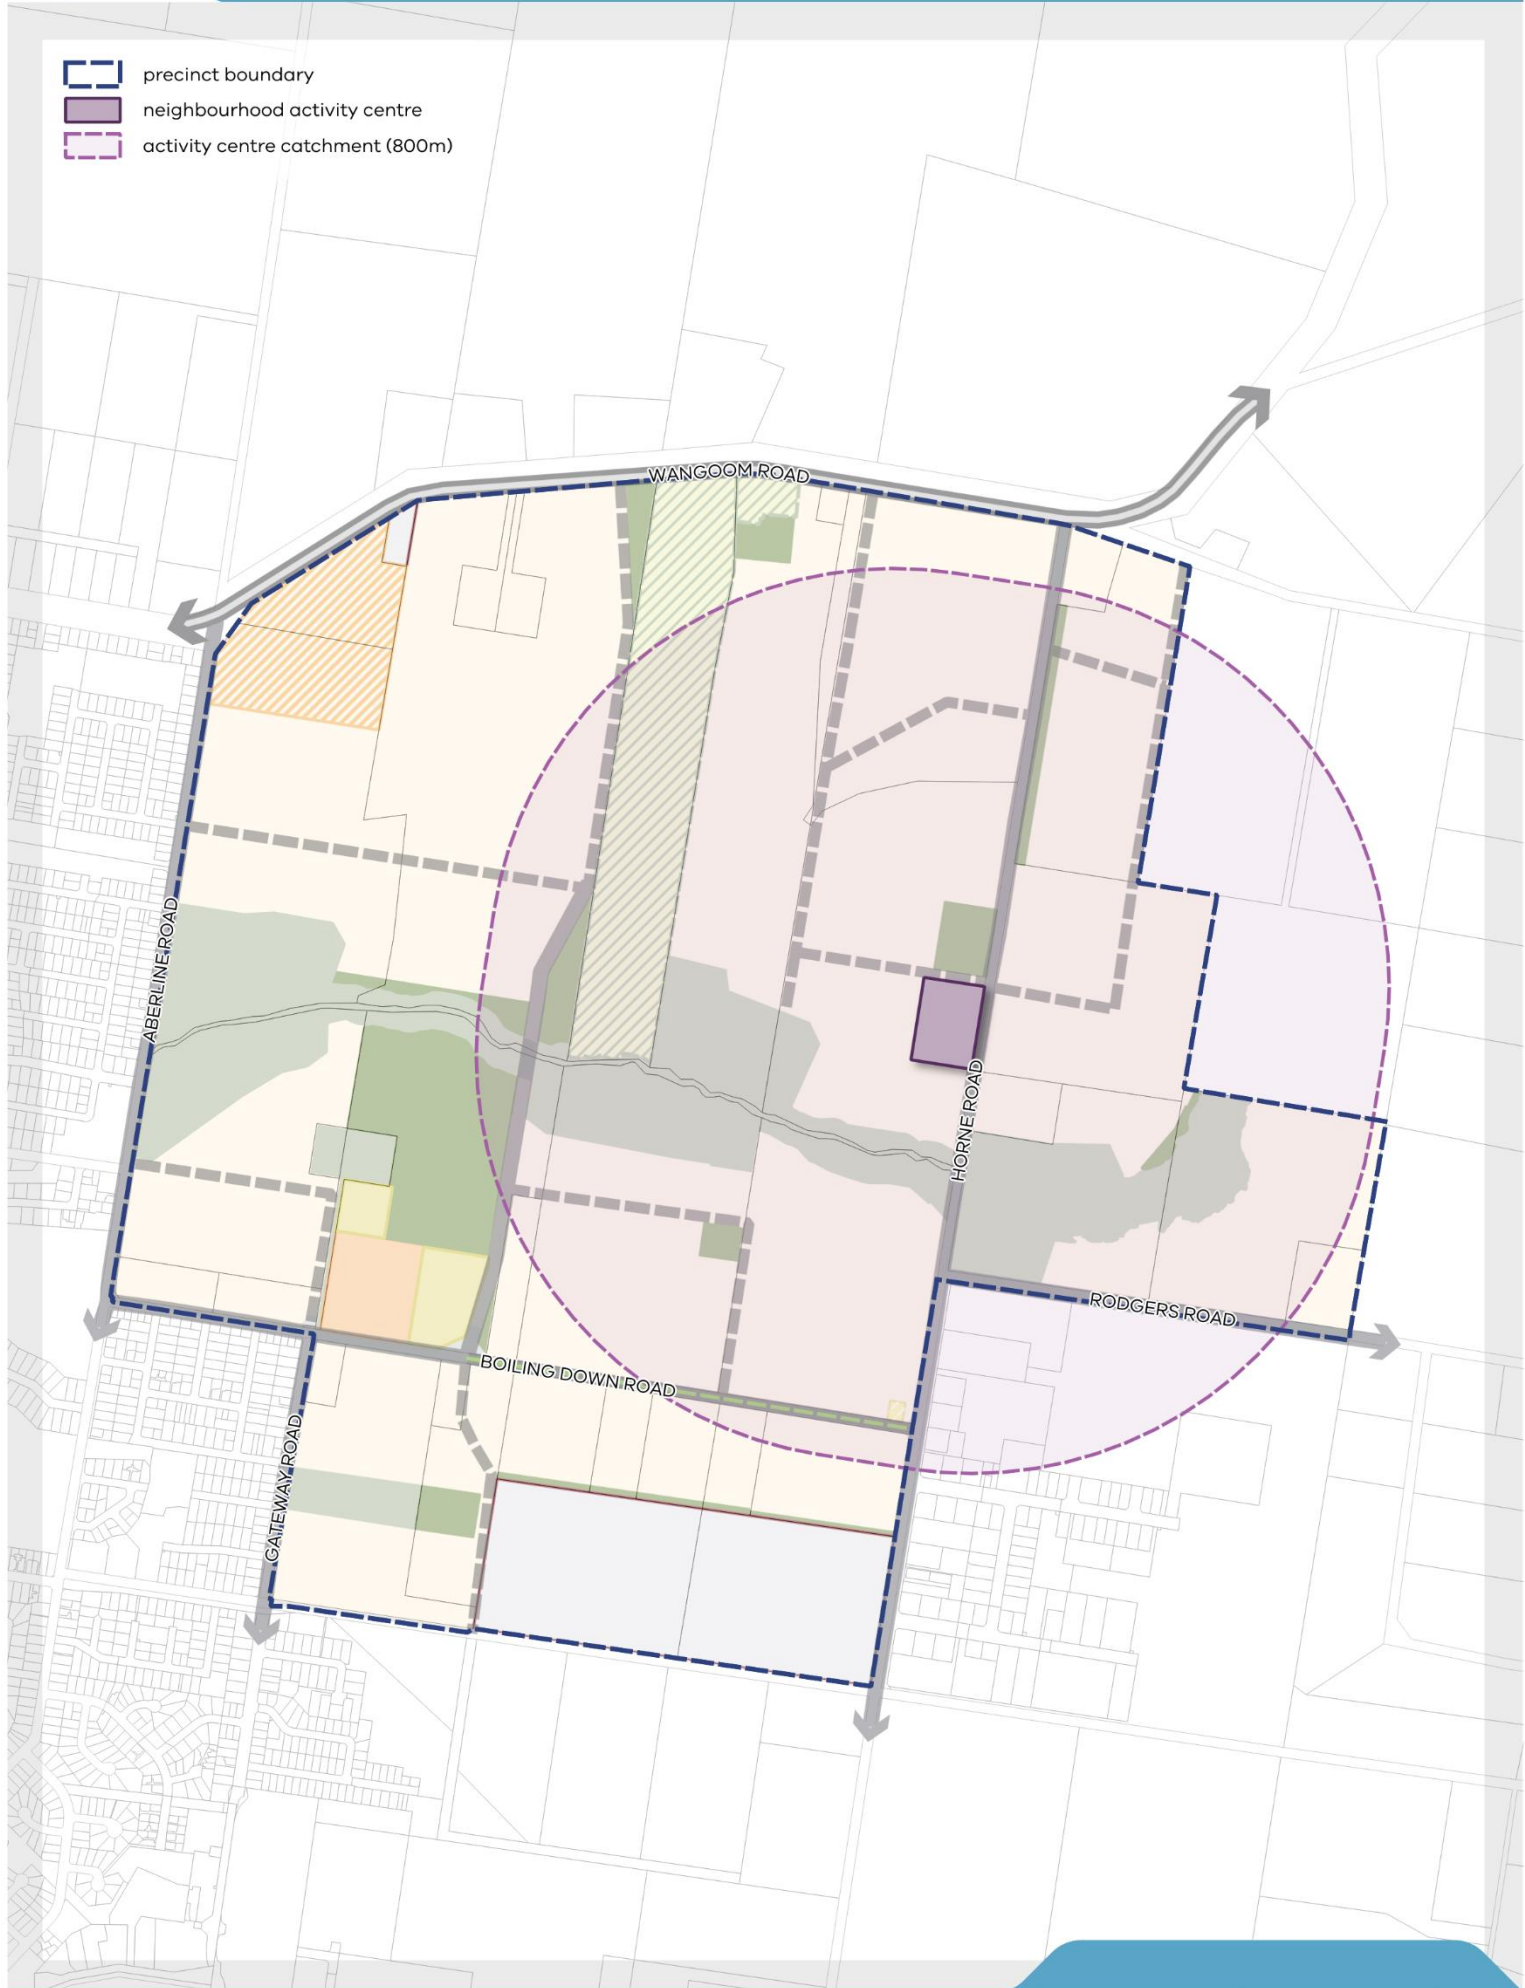 precinct boundary
neighbourhood activity centre
activity centre catchment (800m)
WANGOOM ROAD
ABERLINE ROAD
HORNE ROAD
RODGERS ROAD
BOILING DOWN ROAD
GATEWAY ROAD